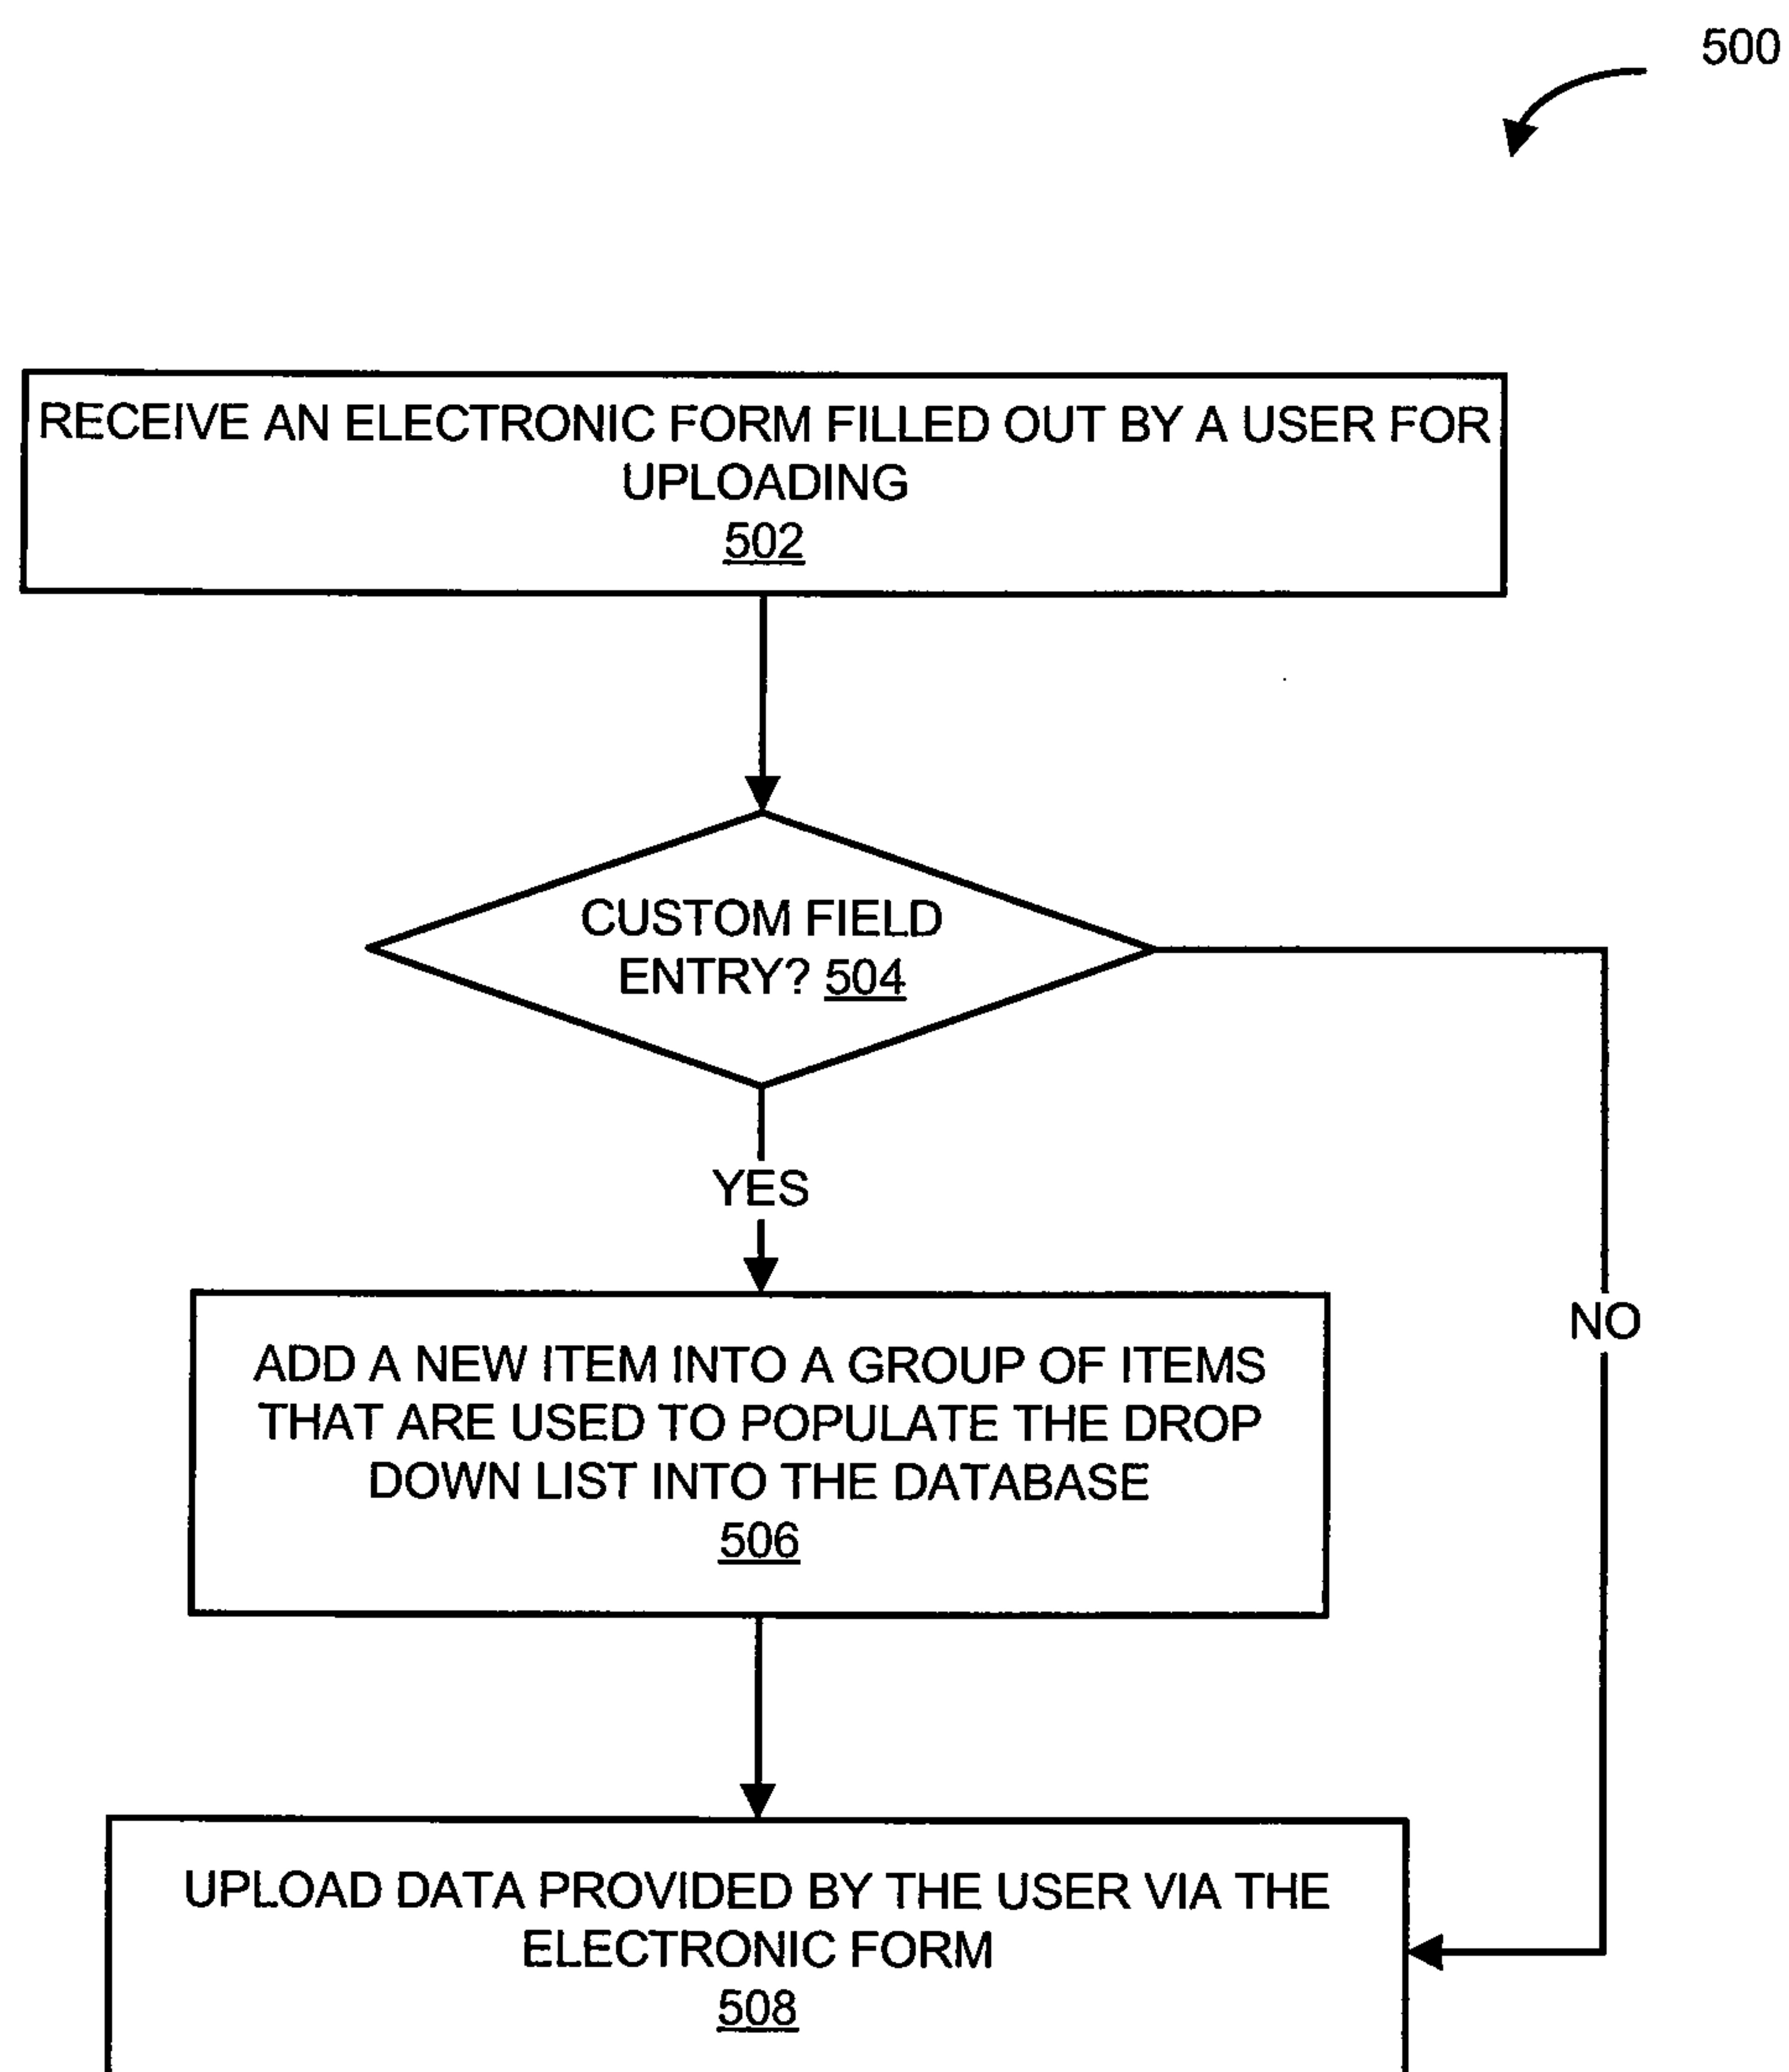 500
RECEIVE AN ELECTRONIC FORM FILLED OUT BY A USER FOR
UPLOADING
502
CUSTOM FIELD
ENTRY? 504
YES
NO
ADD A NEW ITEM INTO A GROUP OF ITEMS
THAT ARE USED TO POPULATE THE DROP
DOWN LIST INTO THE DATABASE
506
UPLOAD DATA PROVIDED BY THE USER VIA THE
ELECTRONIC FORM
508